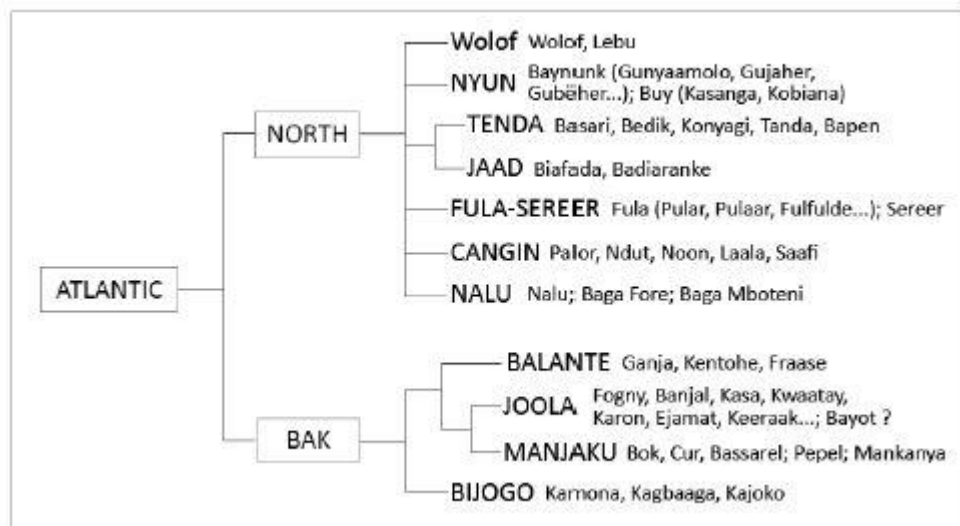 Wolof Wolof, Lebu
NYUN Baynunk (Gunyaamolo, Gujaher,
Gubëher...); Buy (Kasanga, Kobiana)
NORTH
TENDA Basari, Bedik, Konyagi, Tanda, Bapen
JAAD Biafada, Badiaranke
FULA-SEREER Fula (Pular, Pulaar, Fulfulde...); Sereer
CANGIN Palor, Ndut, Noon, Laala, Saafi
ATLANTIC
NALU Nalu; Baga Fore; Baga Mboteni
BALANTE Ganja, Kentohe, Fraase
JOOLA Fogny, Banjal, Kasa, Kwaatay,
Karon, Ejamat, Keeraak...; Bayot ?
BAK
MANJAKU Bok, Cur, Bassarel; Pepel; Mankanya
BIJOGO Kamona, Kagbaaga, Kajoko